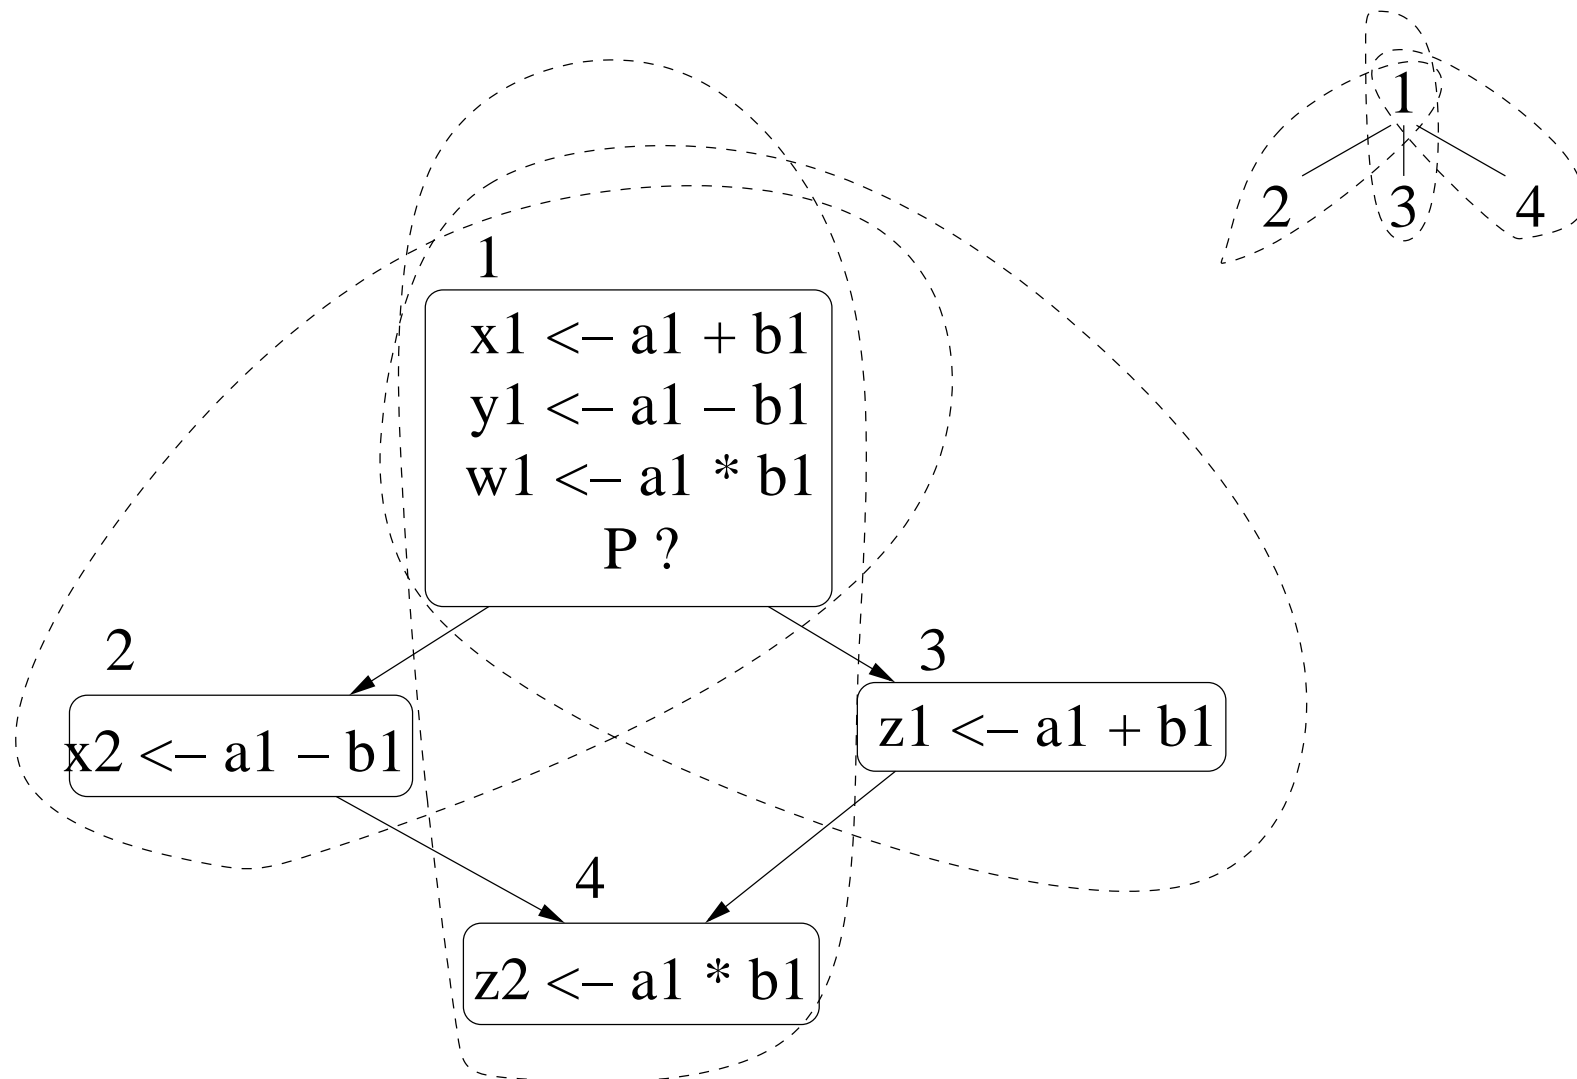 1
2 3 4
1
x1 <– a1 + b1
y1 <– a1 – b1
w1 <– a1 * b1
P ?
2
x2 <– a1 – b1
3
z1 <– a1 + b1
4
z2 <– a1 * b1